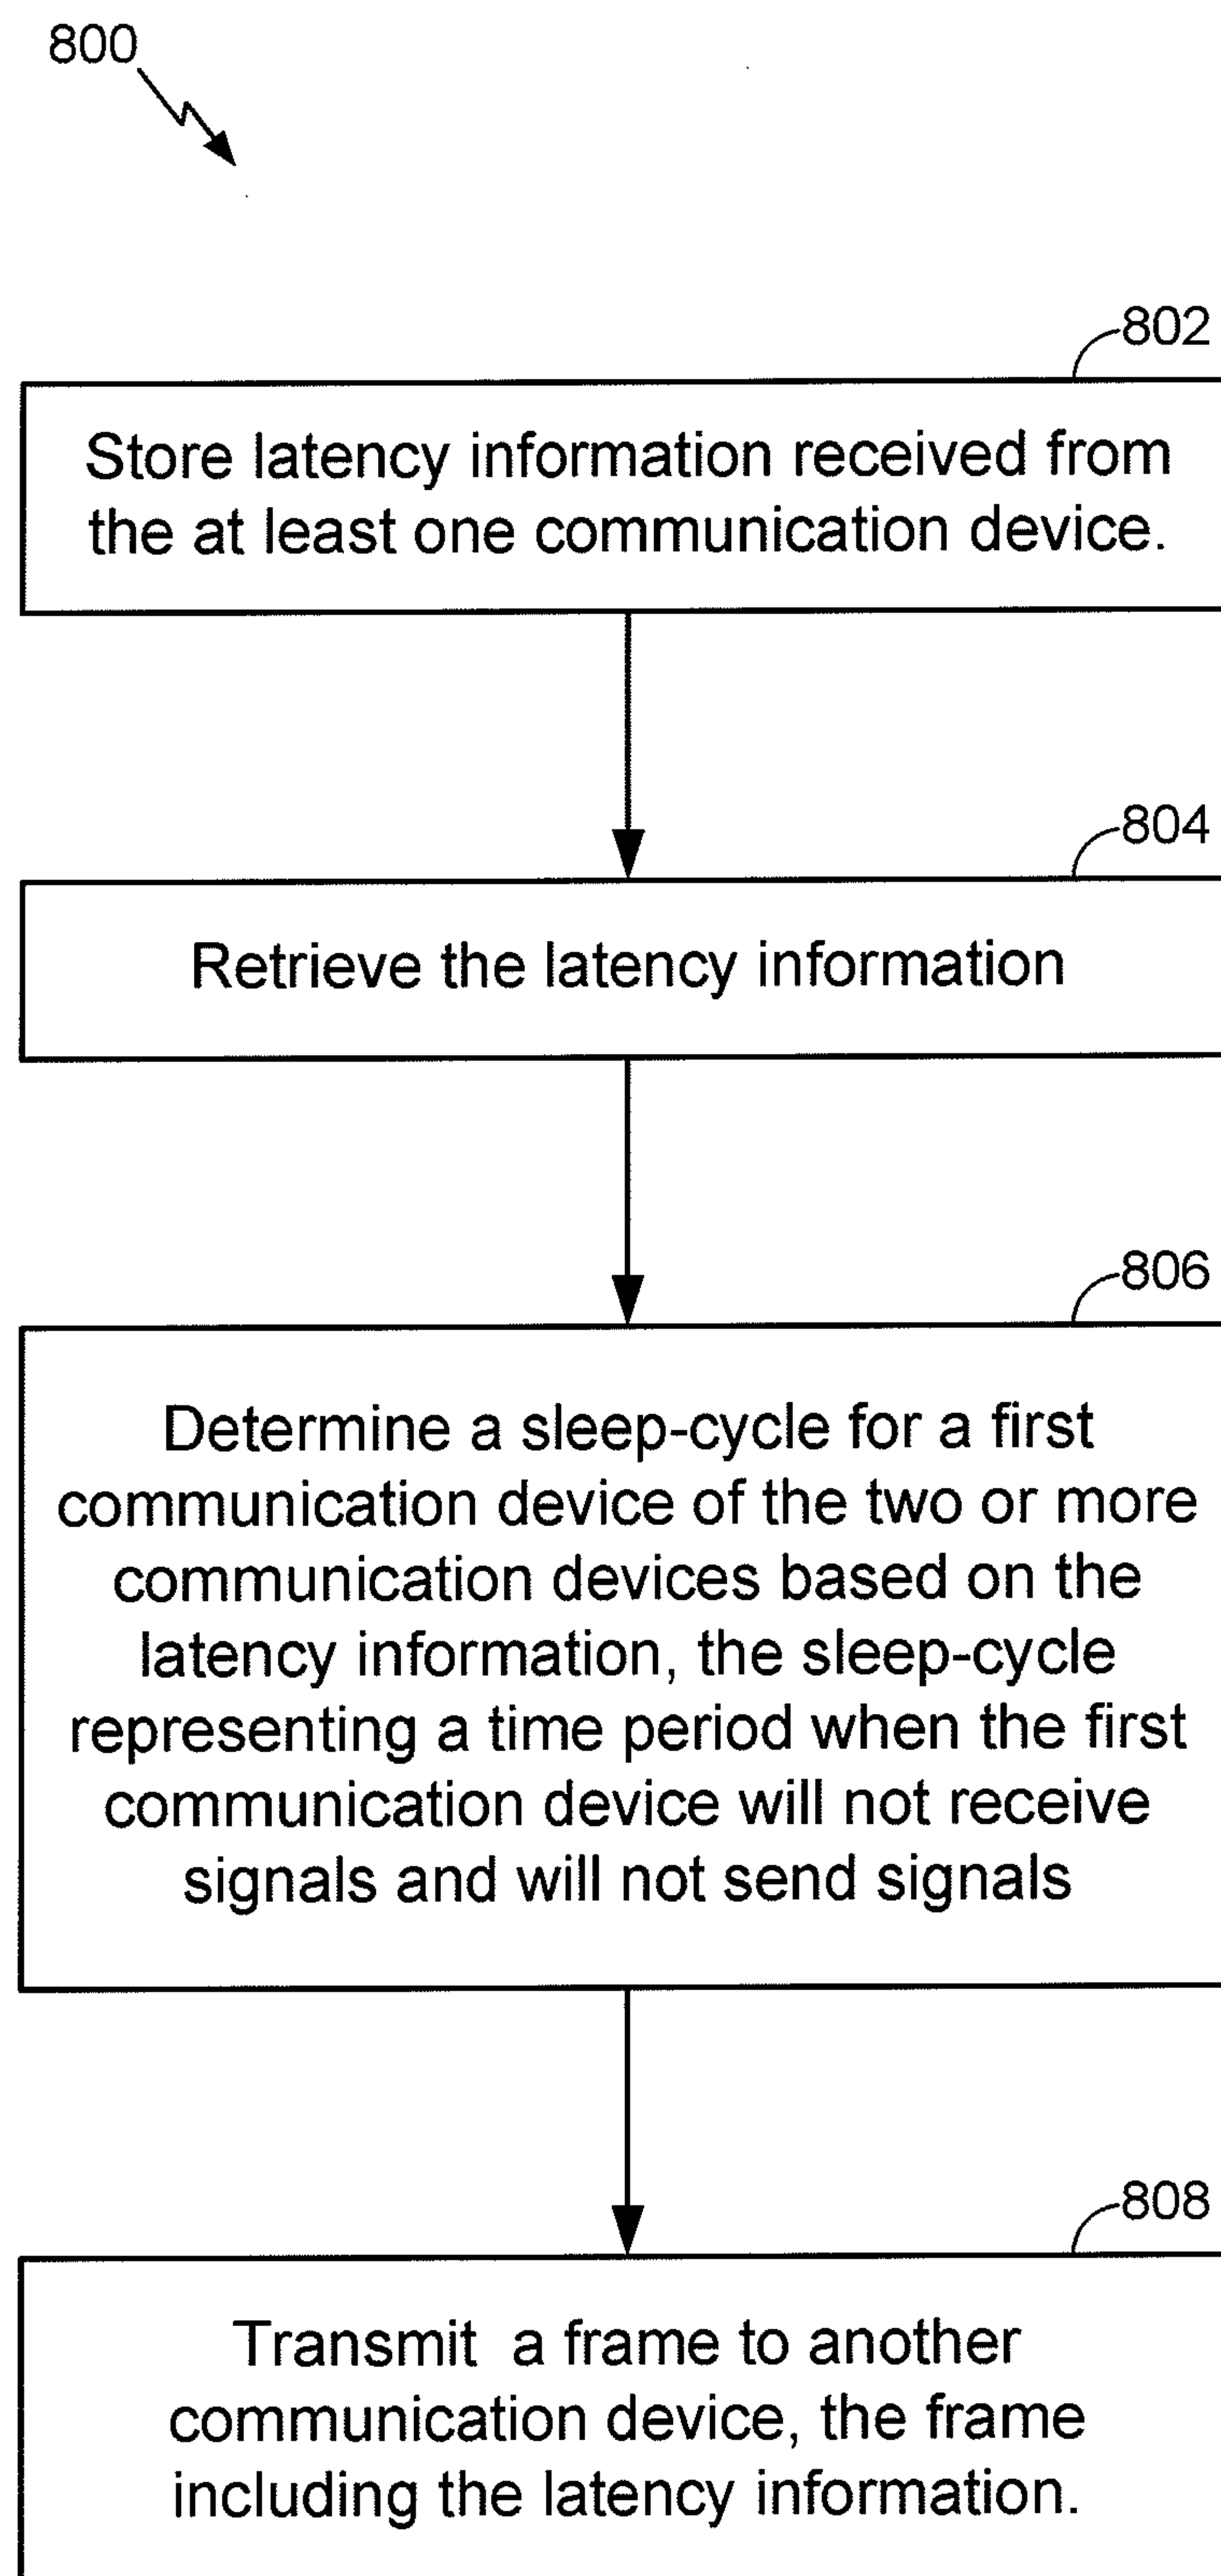 800
802
Store latency information received from
the at least one communication device.
804
Retrieve the latency information
806
Determine a sleep-cycle for a first
communication device of the two or more
communication devices based on the
latency information, the sleep-cycle
representing a time period when the first
communication device will not receive
signals and will not send signals
808
Transmit a frame to another
communication device, the frame
including the latency information.